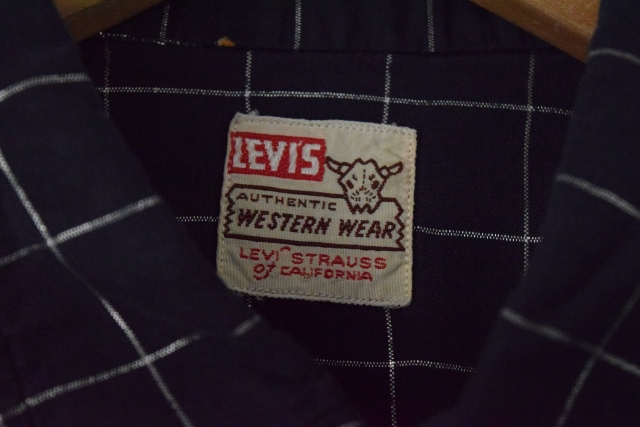 LEVI'S
AUTHENTIC
WESTERN WEAR
LEVI STRAUSS
of CALIFORNIA